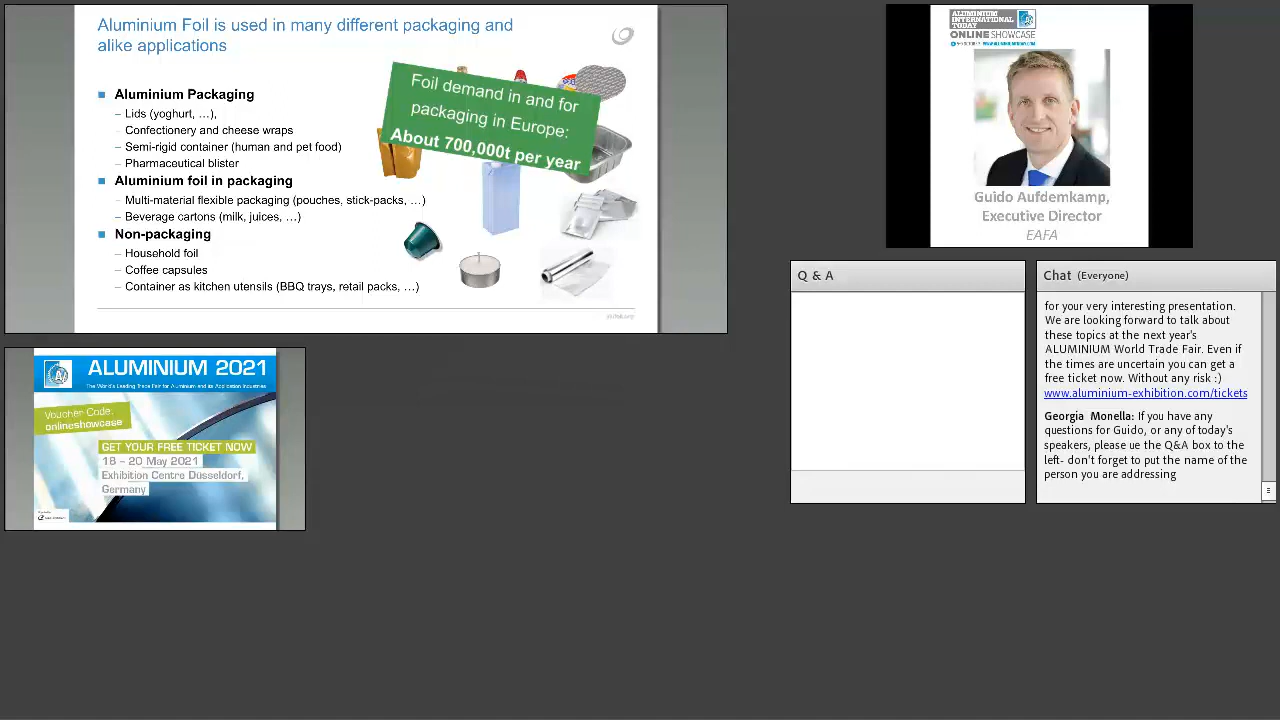 Aluminium Foil is used in many different packaging and
alike applications
Aluminium Packaging
– Lids (yoghurt, …),
– Confectionery and cheese wraps
– Semi-rigid container (human and pet food)
– Pharmaceutical blister
Aluminium foil in packaging
– Multi-material flexible packaging (pouches, stand packs, …)
– Beverage cartons (milk, juices, …)
Non-packaging
– Household foil
– Coffee capsules
– Container as kitchen utensils (BBQ trays, retail packs, …)
Foil demand in and for
packaging in Europe:
About 700,000t per year
ALUMINIUM
INTERNATIONAL
TODAY
ONLINE SHOWCASE
Guido Aufdemkamp,
Executive Director
EAFA
Q & A
Chat (Everyone)
for your very interesting presentation.
We are looking forward to talk about
these topics at the next year's
ALUMINIUM World Trade Fair. Even if
the times are uncertain you can get a
free ticket now. Without any risk :)
www.aluminium-exhibition.com/tickets
Georgia Monella: If you have any
questions for Guido, or any of today's
speakers, please ue the Q&A box to the
left- don't forget to put the name of the
person you are addressing
ALUMINIUM 2021
The World's Leading Trade Fair for Aluminium and its Application Industries
Voucher Code:
onlineshowcase
GET YOUR FREE TICKET NOW
18 – 20 May 2021
Exhibition Centre Düsseldorf,
Germany